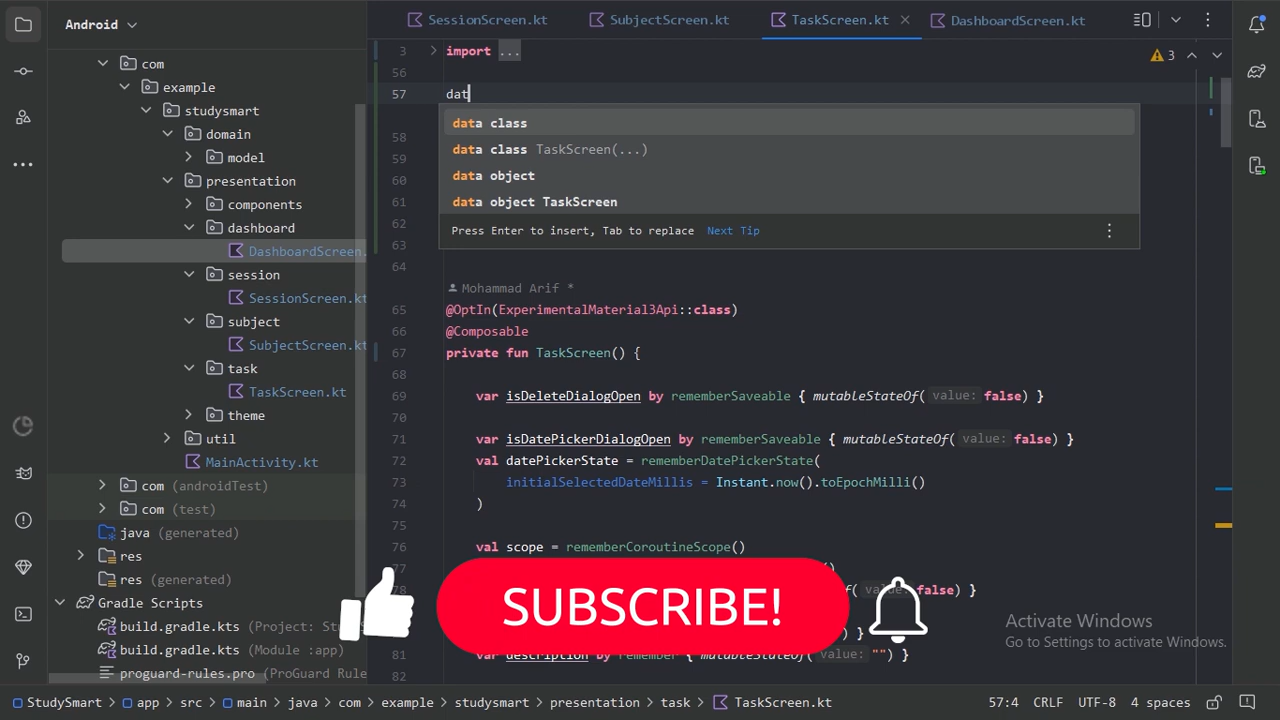 Android
SessionScreen.kt
SubjectScreen.kt
TaskScreen.kt
DashboardScreen.kt
com
example
studysmart
domain
model
presentation
components
dashboard
DashboardScreen.
session
SessionScreen.kt
subject
SubjectScreen.kt
task
TaskScreen.kt
theme
util
MainActivity.kt
com (androidTest)
com (test)
java (generated)
res
res (generated)
Gradle Scripts
build.gradle.kts (Project: St
build.gradle.kts (Module :app)
proguard-rules.pro (ProGuard Rule
3 import ...
3
56
57 dat
data class
data class TaskScreen(...)
data object
data object TaskScreen
Press Enter to insert, Tab to replace Next Tip
58
59
60
61
62
63
64
Mohammad Arif *
65 @OptIn(ExperimentalMaterial3Api::class)
66 @Composable
67 private fun TaskScreen() {
68
69 var isDeleteDialogOpen by rememberSaveable { mutableStateOf( value: false) }
70
71 var isDatePickerDialogOpen by rememberSaveable { mutableStateOf( value: false) }
72 val datePickerState = rememberDatePickerState(
73 initialSelectedDateMillis = Instant.now().toEpochMilli()
74 )
75
76 val scope = rememberCoroutineScope()
77 ()
78 value: false) }
) }
81 var description by remember { mutableStateOf( value: "") }
82
SUBSCRIBE!
Activate Windows
Go to Settings to activate Windows.
StudySmart > app > src > main > java > com > example > studysmart > presentation > task > TaskScreen.kt
57:4 CRLF UTF-8 4 spaces